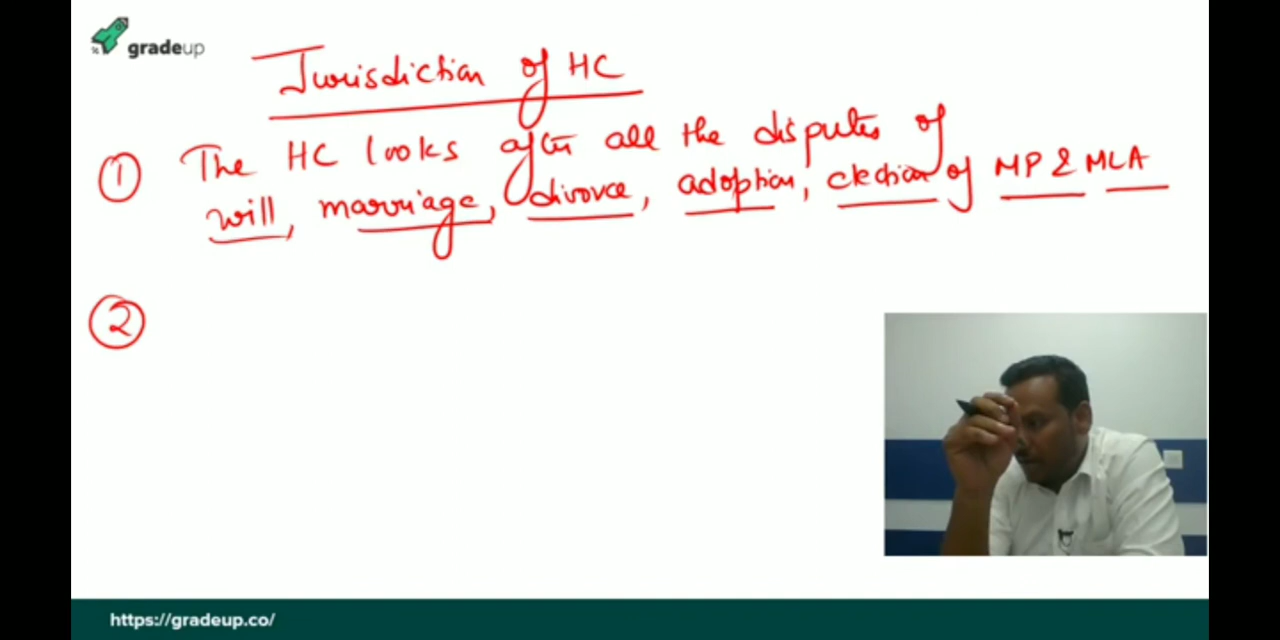 gradeup
Jurisdiction of HC
① The HC looks after all the disputes of
will, marriage, divorce, adoption, election of MP & MLA
②
https://gradeup.co/